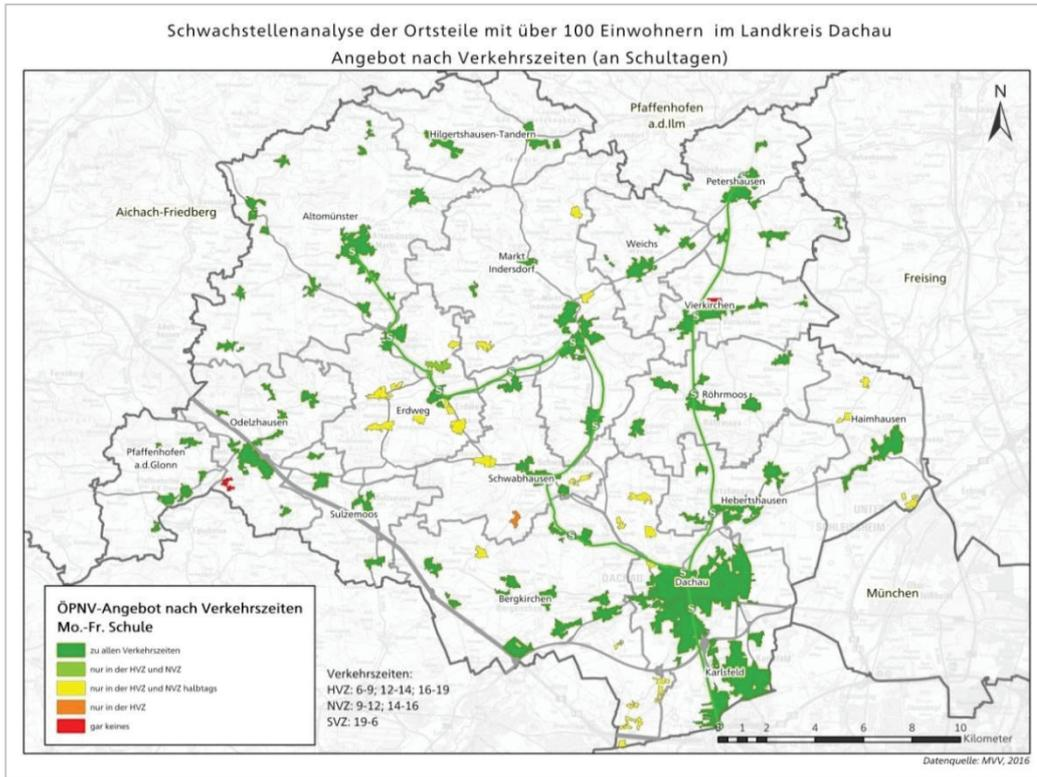 Schwachstellenanalyse der Ortsteile mit über 100 Einwohnern im Landkreis Dachau
Angebot nach Verkehrszeiten (an Schultagen)
N
Pfaffenhofen
a.d.Ilm
Hilgertshausen-Tandern
Petershausen
Aichach-Friedberg
Altomünster
Weichs
Markt
Indersdorf
Freising
Vierkirchen
Röhrmoos
Erdweg
Haimhausen
Odelzhausen
Pfaffenhofen
a.d.Glonn
Schwabhausen
Hebertshausen
Sulzemoos
DACHAU
Dachau
München
Bergkirchen
Karlsfeld
ÖPNV-Angebot nach Verkehrszeiten
Mo.-Fr. Schule
zu allen Verkehrszeiten
nur in der HVZ und NVZ
nur in der HVZ und NVZ halbtags
nur in der HVZ
gar keines
Verkehrszeiten:
HVZ: 6-9; 12-14; 16-19
NVZ: 9-12; 14-16
SVZ: 19-6
0 1 2 4 6 8 10
Kilometer
Datenquelle: MVV, 2016